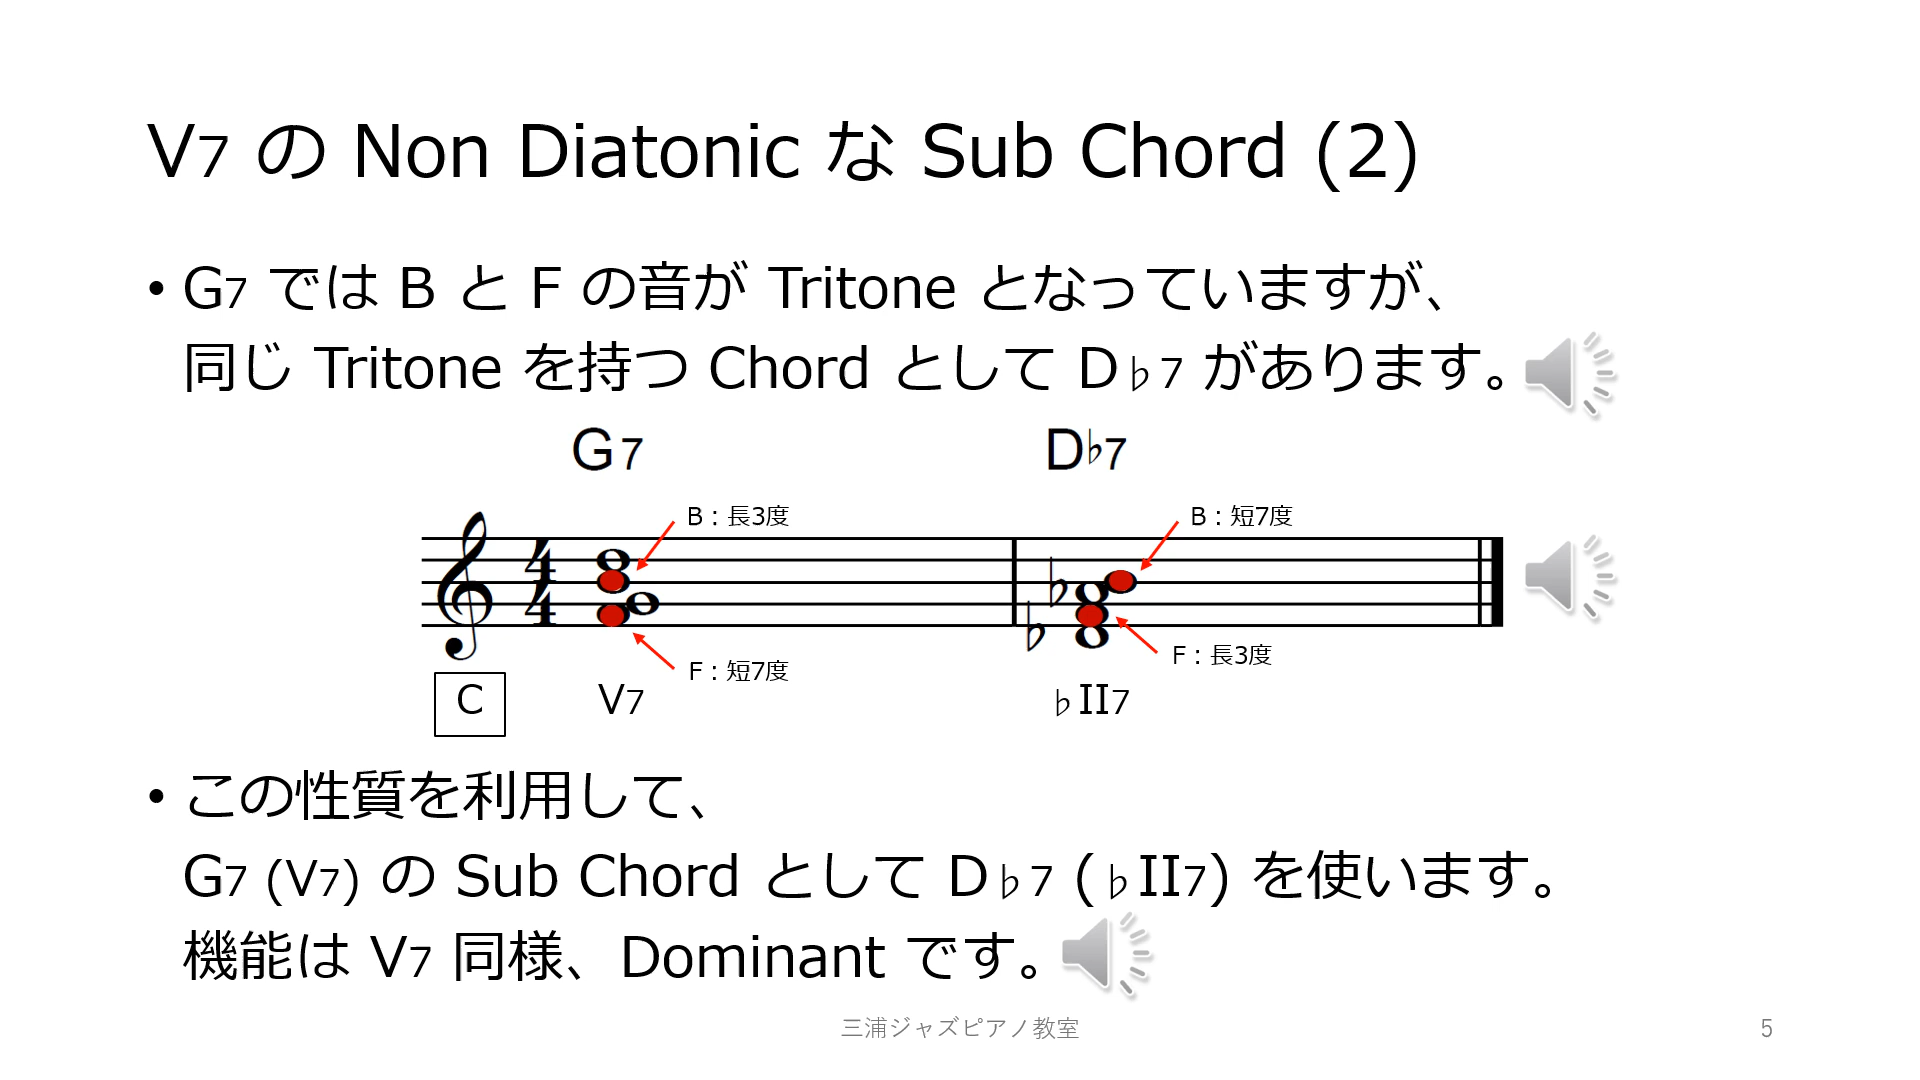 V7 の Non Diatonic な Sub Chord (2)
• G7 では B と F の音が Tritone となっていますが、
同じ Tritone を持つ Chord として D♭7 があります。
G7 D♭7
B：長3度 B：短7度
4 4
F：長3度
F：短7度
C V7 ♭II7
• この性質を利用して、
G7 (V7) の Sub Chord として D♭7 (♭II7) を使います。
機能は V7 同様、Dominant です。
三浦ジャズピアノ教室 5